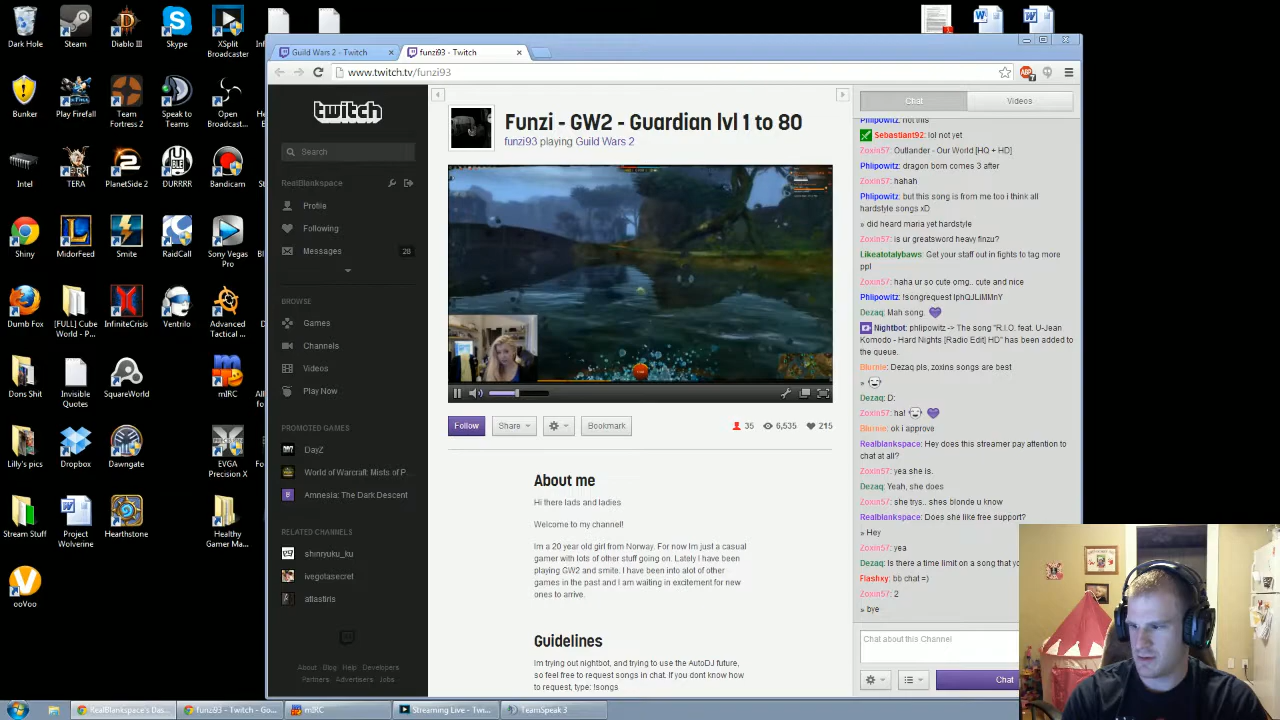 Dark Hole
Steam
Diablo III
Skype
XSplit Broadcaster
Bunker
Play Firefall
Team Fortress 2
Speak to Teams
Open Broadcast...
Intel
TERA
PlanetSide 2
DURRRR
Bandicam
Shiny
MidorFeed
Smite
RaidCall
Sony Vegas Pro
Dumb Fox
[FULL] Cube World - P...
InfiniteCrisis
Ventrilo
Advanced Tactical ...
Dons Shit
Invisible Quotes
SquareWorld
mIRC
Lilly's pics
Dropbox
Dawngate
EVGA Precision X
Stream Stuff
Project Wolverine
Hearthstone
Healthy Gamer Ma...
ooVoo
Guild Wars 2 - Twitch
funzi93 - Twitch
www.twitch.tv/funzi93
twitch
Search
RealBlankspace
Profile
Following
Messages 28
BROWSE
Games
Channels
Videos
Play Now
PROMOTED GAMES
DayZ
World of Warcraft: Mists of P...
Amnesia: The Dark Descent
RELATED CHANNELS
shinryuku_ku
ivegotasecret
atlastiris
About Blog Help Developers
Partners Advertisers Jobs
Funzi - GW2 - Guardian lvl 1 to 80
funzi93 playing Guild Wars 2
Follow
Share
Bookmark
35 6,535 215
About me
Hi there lads and ladies
Welcome to my channel!
Im a 20 year old girl from Norway. For now Im just a casual
gamer with lots of other stuff going on. Lately I have been
playing GW2 and smite. I have been into alot of other
games in the past and I am waiting in excitement for new
ones to arrive.
Guidelines
Im trying out nightbot, and trying to use the AutoDJ future,
so feel free to request songs in chat. If you dont know how
to request, type: !songs
Chat
Videos
Phlipowitz: not this
Sebastiant92: lol not yet
Zoxin57: Outlander - Our World [HQ + HD]
Phlipowitz: dragon born comes 3 after
Zoxin57: hahah
Phlipowitz: but this song is from me too i think all
hardstyle songs xD
» did heard maria yet hardstyle
Zoxin57: is ur greatsword heavy finzu?
Likeatotalybaws: Get your staff out in fights to tag more
ppl
Zoxin57: haha ur so cute omg.. cute and nice
Dezaq: Mah song.
Nightbot: phlipowitz -> The song "R.I.O. feat. U-Jean
Komodo - Hard Nights [Radio Edit] HD" has been added to
the queue.
Blurnie: Dezaq pls, zoxins songs are best
»
Dezaq: D:
Zoxin57: ha!
Blurnie: ok i approve
Realblankspace: Hey does this streamer pay attention to
chat at all?
Zoxin57: yea she is.
Dezaq: Yeah, she does
Zoxin57: she trys.. shes blonde u know
Realblankspace: Does she like free support?
» Hey
Zoxin57: yea
Dezaq: Is there a time limit on a song that yo
Flashxy: bb chat =)
Zoxin57: 2
» bye
Chat about this Channel
Chat
RealBlankspace's Das...
funzi93 - Twitch - Go...
mIRC
Streaming Live - Twi...
TeamSpeak 3